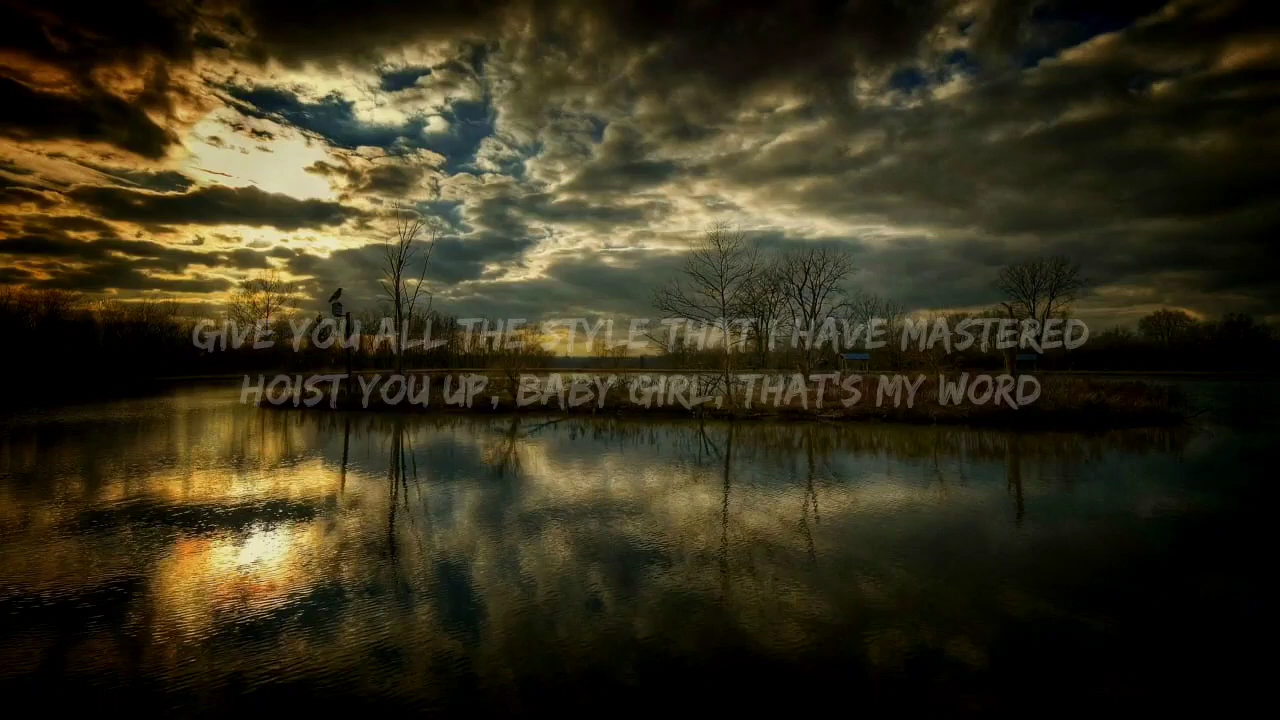 GIVE YOU ALL THE STYLE THAT I HAVE MASTERED
HOIST YOU UP, BABY GIRL, THAT'S MY WORD